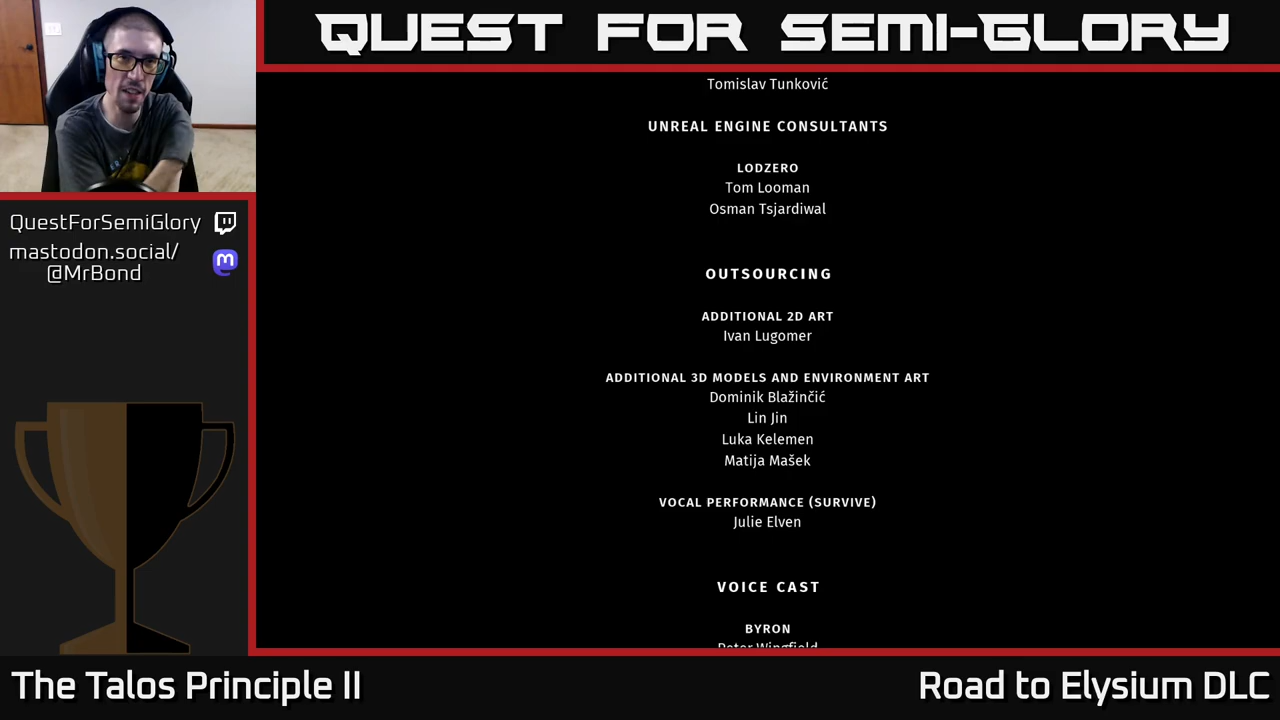 QUEST FOR SEMI-GLORY
QuestForSemiGlory
mastodon.social/
@MrBond
Tomislav Tunković
UNREAL ENGINE CONSULTANTS
LODZERO
Tom Looman
Osman Tsjardiwal
OUTSOURCING
ADDITIONAL 2D ART
Ivan Lugomer
ADDITIONAL 3D MODELS AND ENVIRONMENT ART
Dominik Blažinčić
Lin Jin
Luka Kelemen
Matija Mašek
VOCAL PERFORMANCE (SURVIVE)
Julie Elven
VOICE CAST
BYRON
Peter Wingfield
The Talos Principle II
Road to Elysium DLC